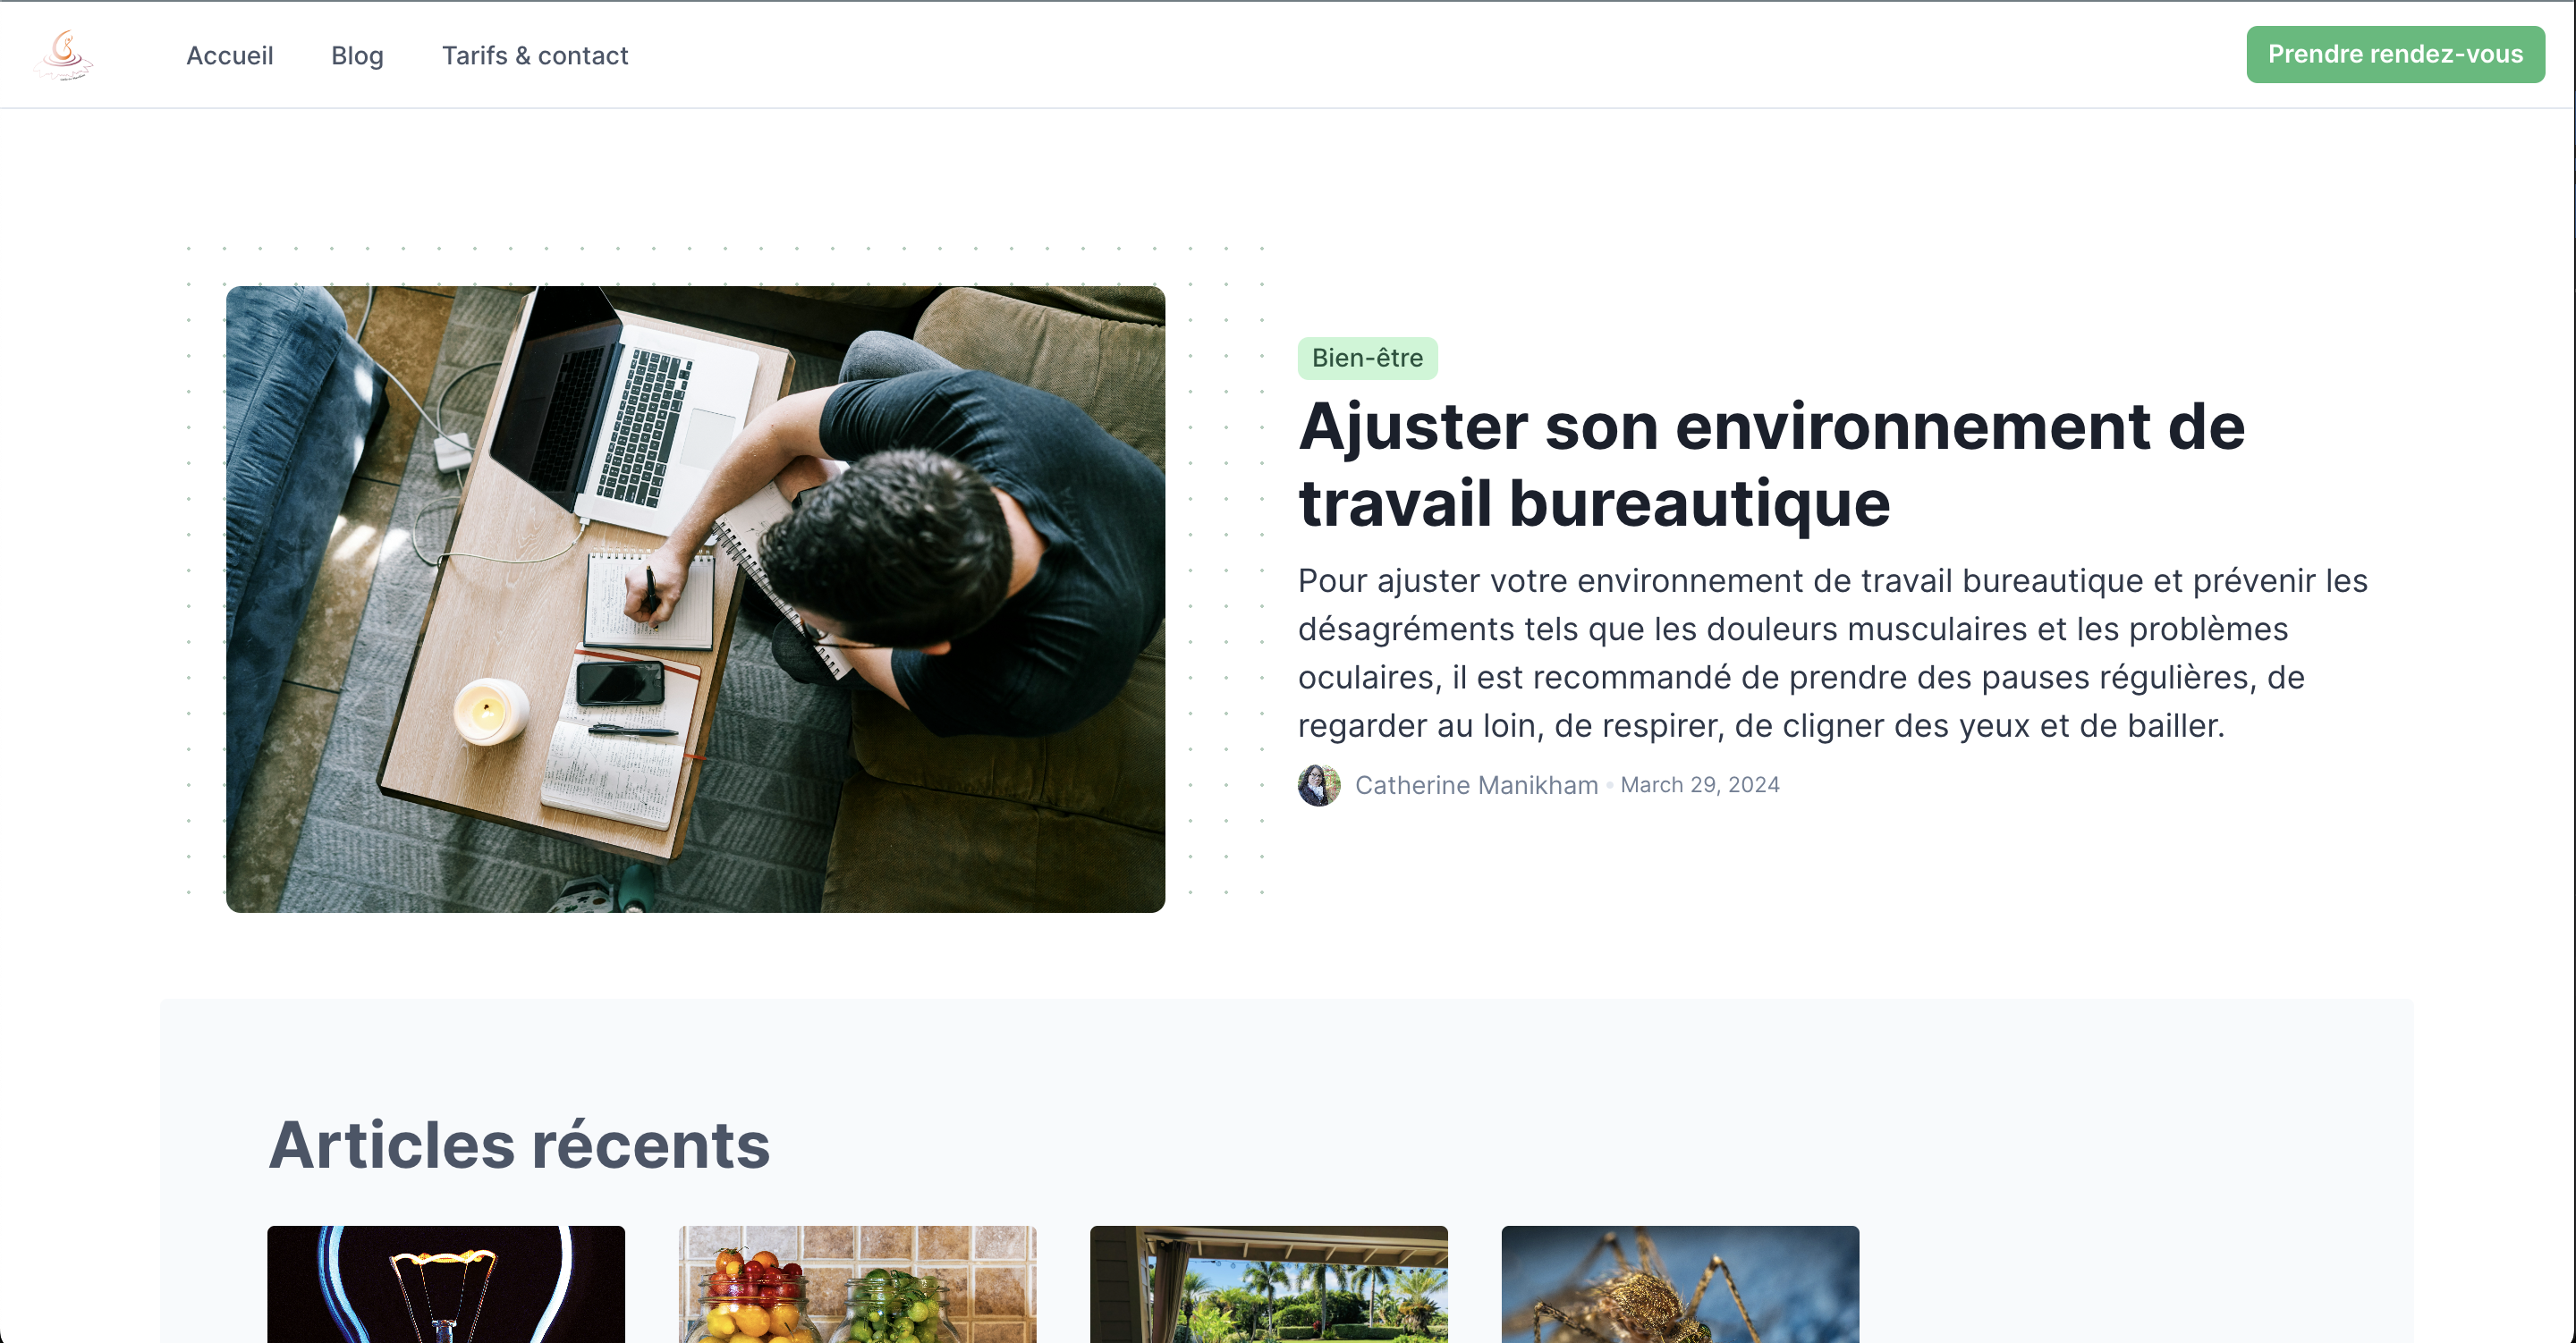 Accueil
Blog
Tarifs & contact
Prendre rendez-vous
Bien-être
Ajuster son environnement de
travail bureautique
Pour ajuster votre environnement de travail bureautique et prévenir les
désagréments tels que les douleurs musculaires et les problèmes
oculaires, il est recommandé de prendre des pauses régulières, de
regarder au loin, de respirer, de cligner des yeux et de bailler.
Catherine Manikham • March 29, 2024
Articles récents